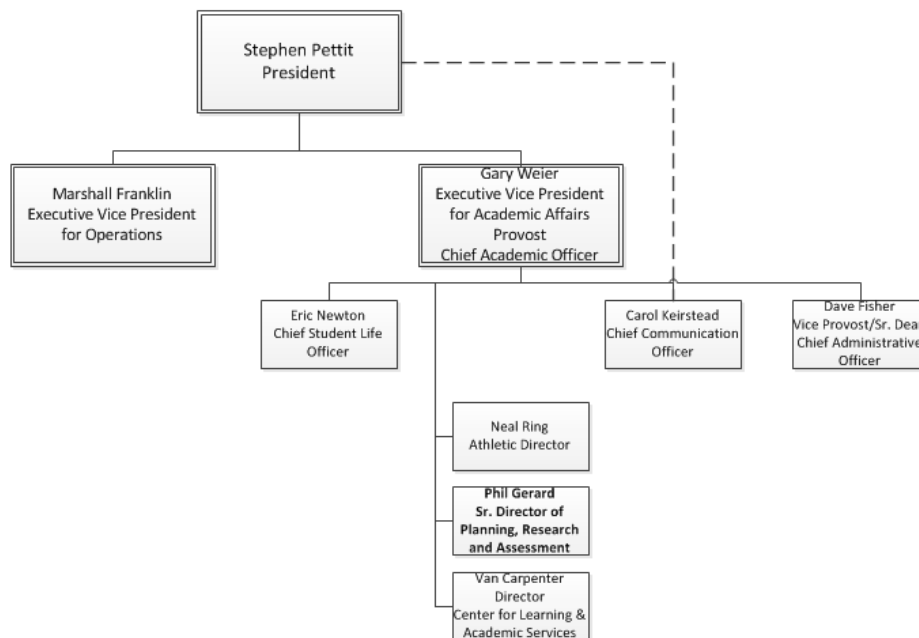 Stephen Pettit
President
Marshall Franklin
Executive Vice President
for Operations
Gary Weier
Executive Vice President
for Academic Affairs
Provost
Chief Academic Officer
Eric Newton
Chief Student Life
Officer
Carol Keirstead
Chief Communication
Officer
Dave Fisher
Vice Provost/Sr. Dean
Chief Administrative
Officer
Neal Ring
Athletic Director
Phil Gerard
Sr. Director of
Planning, Research
and Assessment
Van Carpenter
Director
Center for Learning &
Academic Services